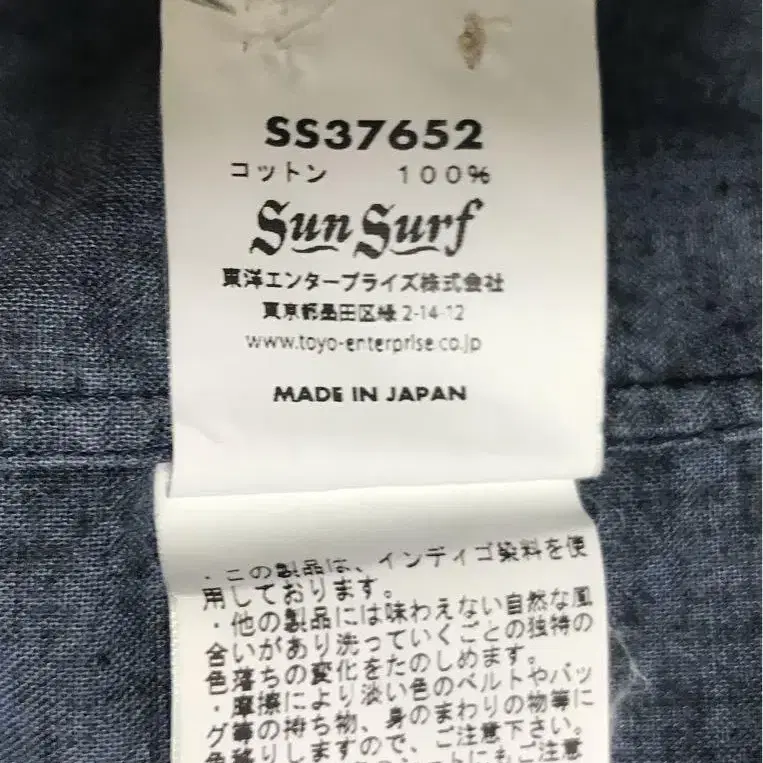 SS37652
コットン 100%
Sun Surf
東洋エンタープライズ株式会社
東京都墨田区緑 2-14-12
www.toyo-enterprise.co.jp
MADE IN JAPAN
・この製品は、インディゴ染料を使
用しております。
・他の製品には味わえない自然な風
合いがあり洗っていくごとの独特の
色落ちの変化をたのしめます。
・摩擦により淡い色のベルトやバッ
グ等の持ち物、身のまわりの物等に
色移りしますので、ご注意下さい。
ートにもご注意